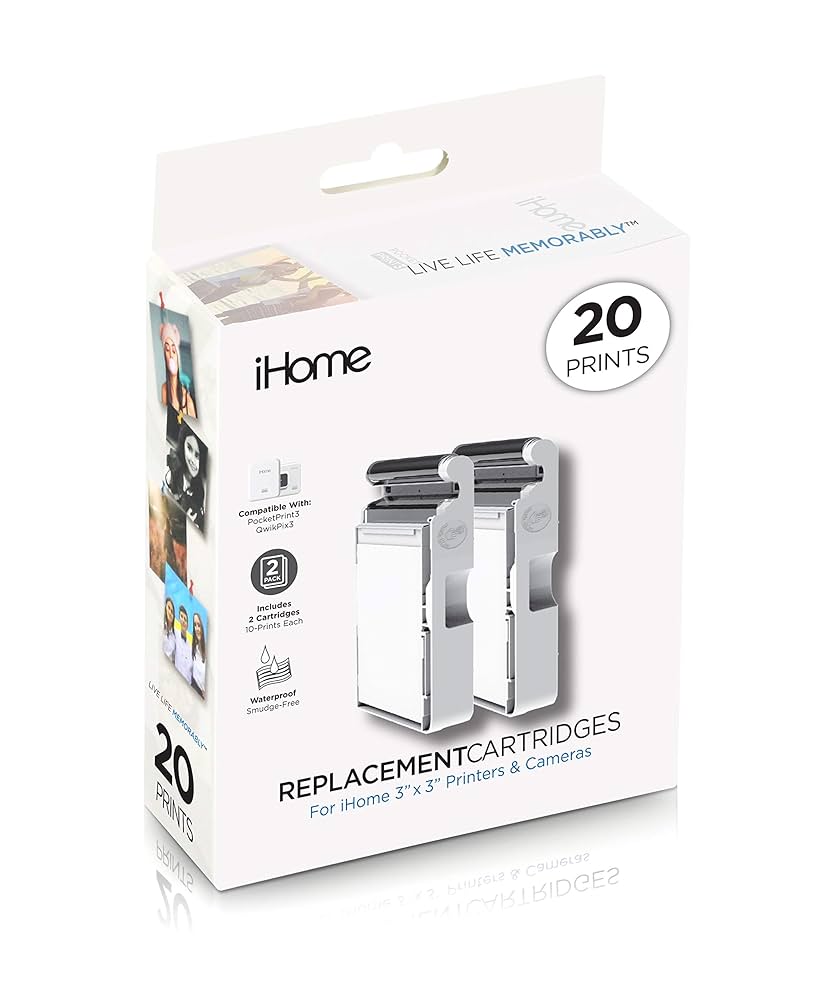 iHome
LIVE LIFE MEMORABLY™
20
PRINTS
iHome
iHome
Compatible With:
PocketPrint3
QwikPix3
2
PACK
Includes
2 Cartridges
10-Prints Each
Waterproof
Smudge-Free
REPLACEMENTCARTRIDGES
For iHome 3"x 3" Printers & Cameras
LIVE LIFE MEMORABLY™
20
PRINTS